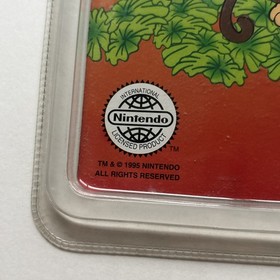 INTERNATIONAL
Nintendo
LICENSED PRODUCT
TM
TM & © 1995 NINTENDO
ALL RIGHTS RESERVED